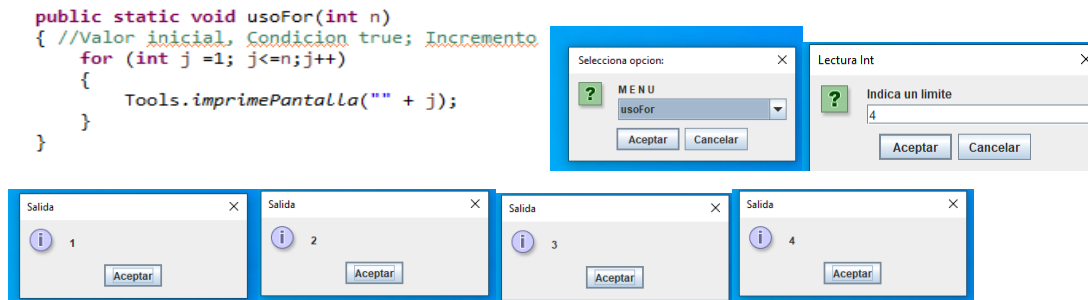 public static void usoFor(int n)
{ //Valor inicial, Condicion true; Incremento
for (int j =1; j<=n;j++)
{
Tools.imprimePantalla("" + j);
}
}
Selecciona opcion:
M E N U
usoFor
Aceptar Cancelar
Lectura Int
Indica un limite
4
Aceptar Cancelar
Salida
1
Aceptar
Salida
2
Aceptar
Salida
3
Aceptar
Salida
4
Aceptar